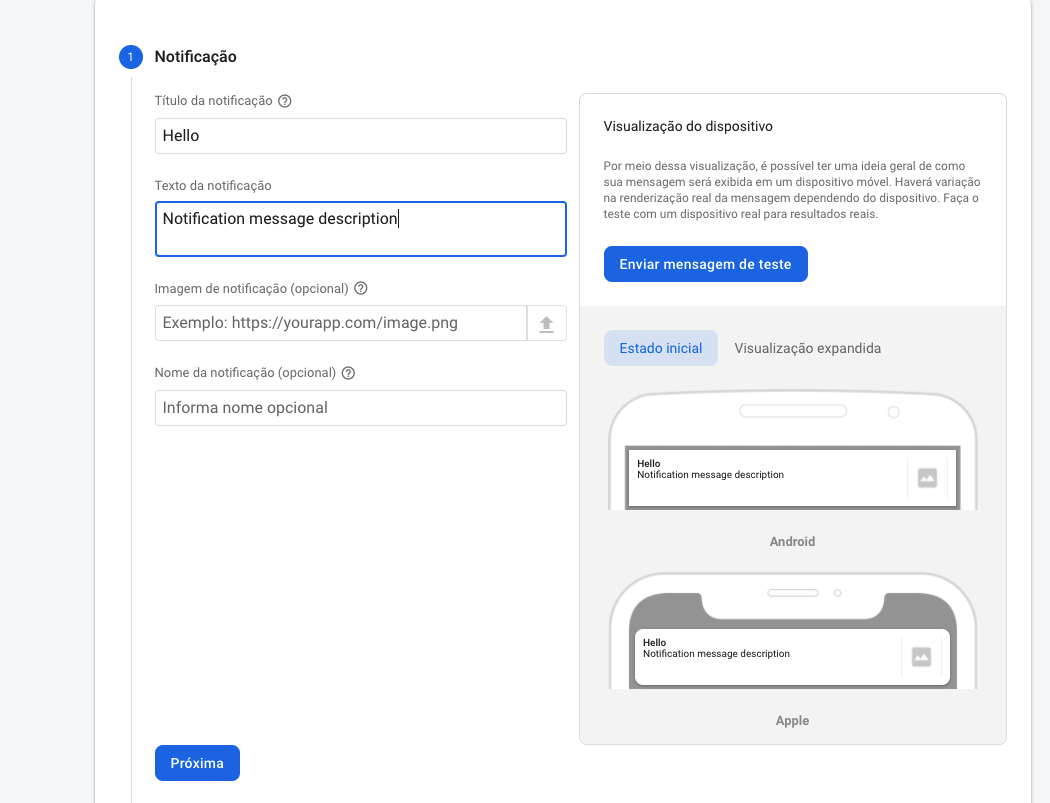 1 Notificação
Título da notificação
Hello
Texto da notificação
Notification message description
Imagem de notificação (opcional)
Exemplo: https://yourapp.com/image.png
Nome da notificação (opcional)
Informa nome opcional
Próxima
Visualização do dispositivo
Por meio dessa visualização, é possível ter uma ideia geral de como
sua mensagem será exibida em um dispositivo móvel. Haverá variação
na renderização real da mensagem dependendo do dispositivo. Faça o
teste com um dispositivo real para resultados reais.
Enviar mensagem de teste
Estado inicial Visualização expandida
Hello
Notification message description
Android
Hello
Notification message description
Apple